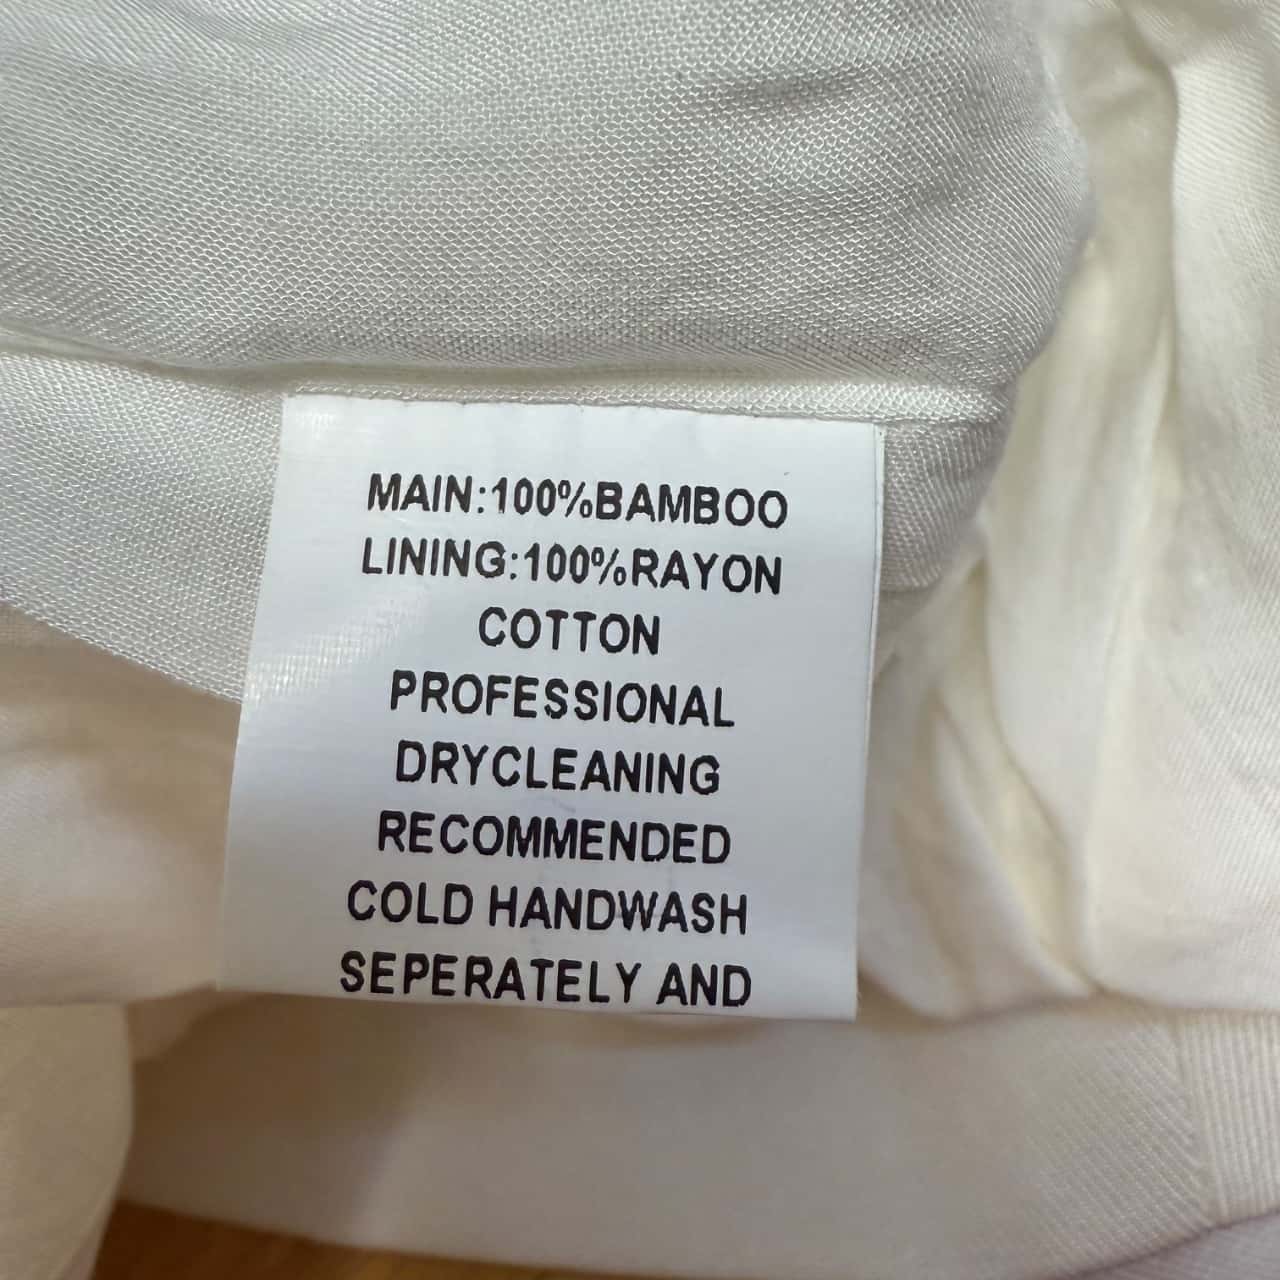 MAIN:100%BAMBOO
LINING:100%RAYON
COTTON
PROFESSIONAL
DRYCLEANING
RECOMMENDED
COLD HANDWASH
SEPERATELY AND